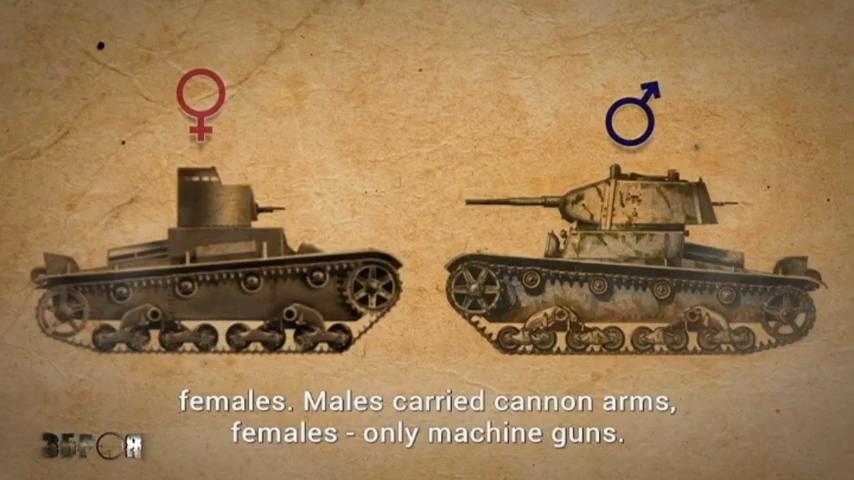 females. Males carried cannon arms,
females - only machine guns.
ЗБРОЯ